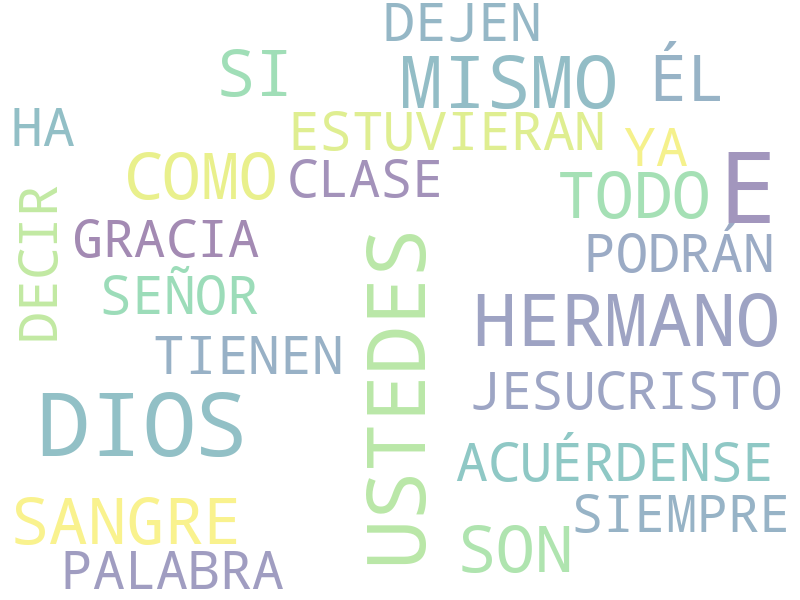 DEJEN
SI
MISMO
ÉL
HA
ESTUVIERAN
YA
COMO
CLASE
TODO
E
DECIR
GRACIA
PODRÁN
SEÑOR
USTEDES
HERMANO
TIENEN
JESUCRISTO
DIOS
ACUÉRDENSE
SANGRE
SIEMPRE
SON
PALABRA